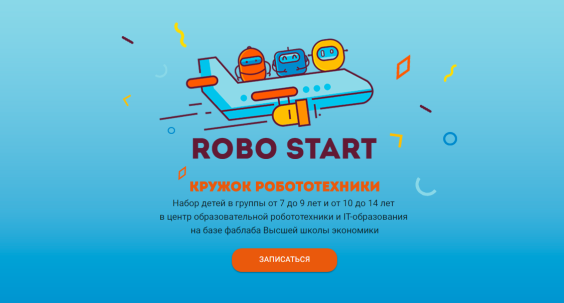 ROBO START
КРУЖОК РОБОТОТЕХНИКИ
Набор детей в группы от 7 до 9 лет и от 10 до 14 лет
в центр образовательной робототехники и IT-образования
на базе фаблаба Высшей школы экономики
ЗАПИСАТЬСЯ